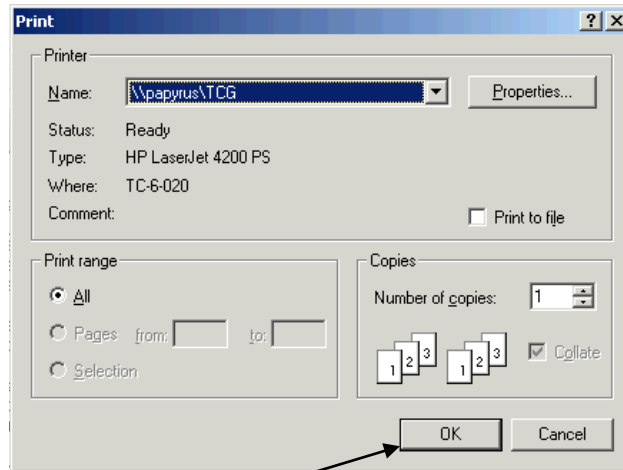 Print
Printer
Name: \\papyrus\TCG Properties...
Status: Ready
Type: HP LaserJet 4200 PS
Where: TC-6-020
Comment: Print to file
Print range
All
Pages from: to:
Selection
Copies
Number of copies: 1
1 2 3 1 2 3 Collate
OK Cancel